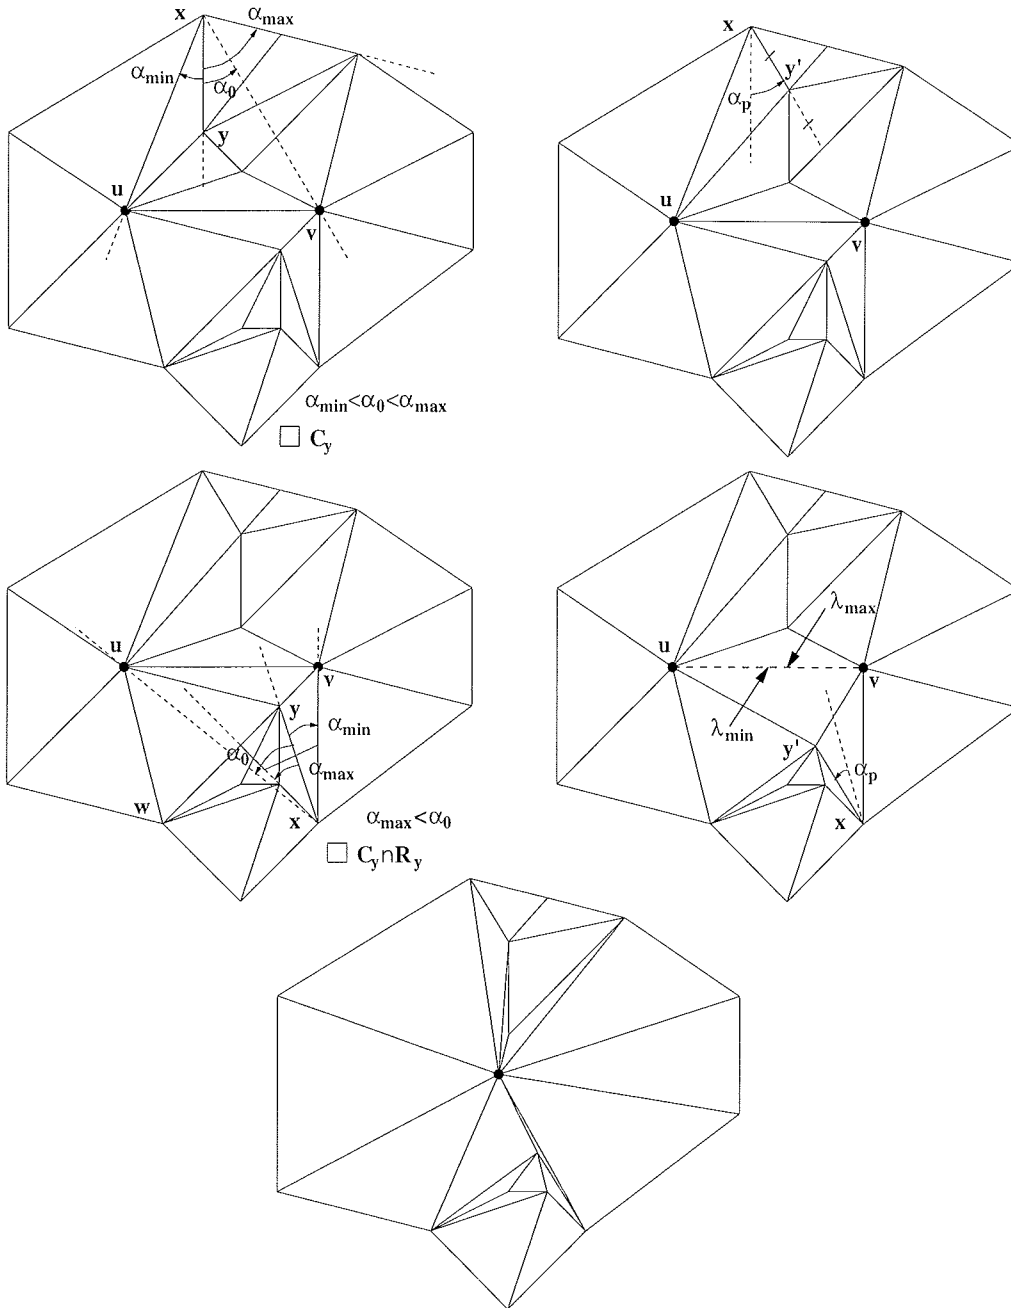 x
α_max
α_min
α_0
y
u
v
α_min<α_0<α_max
□ C_y
x
y'
α_p
u
v
u
v
y
α_min
α_0
α_max
w
x
α_max<α_0
□ C_y∩R_y
λ_max
u
v
λ_min
y'
α_p
x